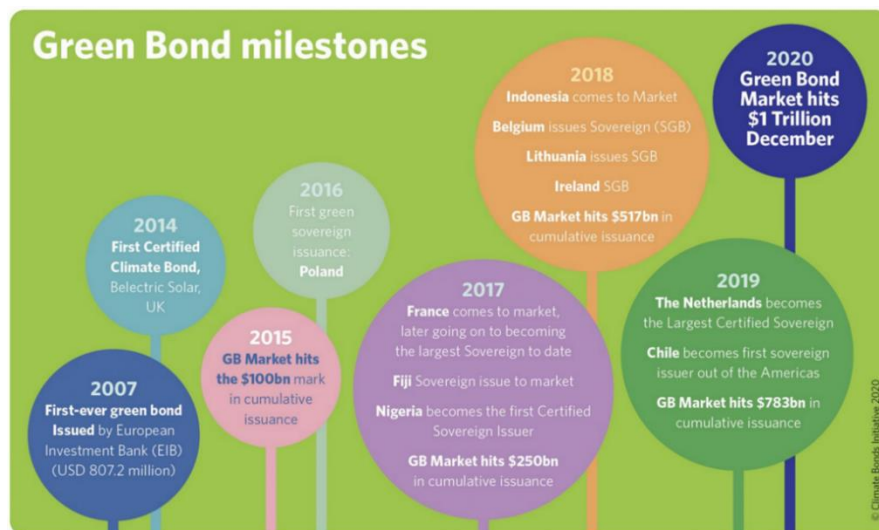 Green Bond milestones
2007
First-ever green bond
Issued by European
Investment Bank (EIB)
(USD 807.2 million)
2014
First Certified
Climate Bond,
Belectric Solar,
UK
2015
GB Market hits
the $100bn mark
in cumulative
issuance
2016
First green
sovereign
issuance:
Poland
2017
France comes to market,
later going on to becoming
the largest Sovereign to date
Fiji Sovereign issue to market
Nigeria becomes the first Certified
Sovereign Issuer
GB Market hits $250bn
in cumulative issuance
2018
Indonesia comes to Market
Belgium issues Sovereign (SGB)
Lithuania issues SGB
Ireland SGB
GB Market hits $517bn in
cumulative issuance
2019
The Netherlands becomes
the Largest Certified Sovereign
Chile becomes first sovereign
issuer out of the Americas
GB Market hits $783bn in
cumulative issuance
2020
Green Bond
Market hits
$1 Trillion
December
© Climate Bonds Initiative 2020